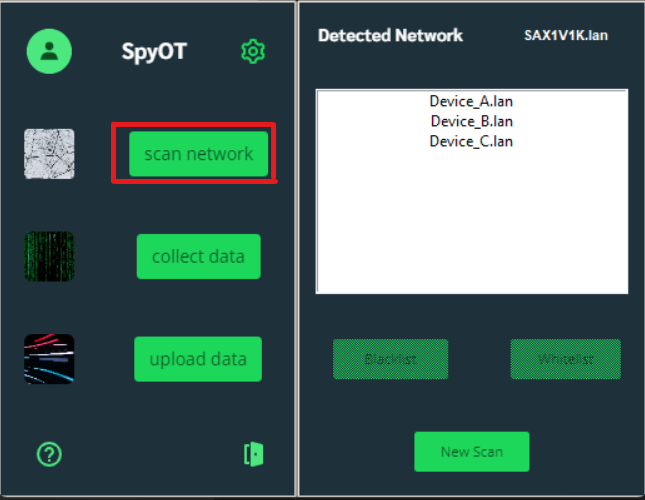 SpyOT
scan network
collect data
upload data
Detected Network
SAX1V1K.lan
Device_A.lan
Device_B.lan
Device_C.lan
Blacklist
Whitelist
New Scan